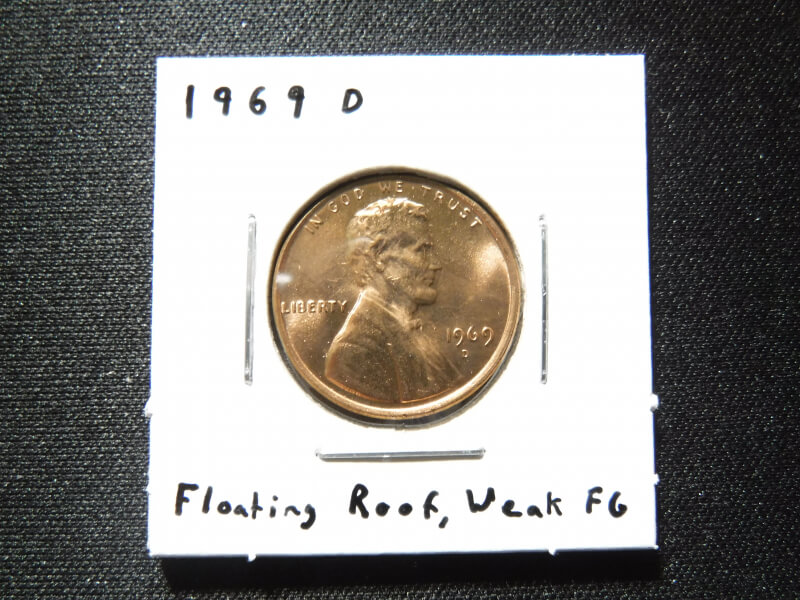 1969 D
IN GOD WE TRUST
LIBERTY
1969
D
Floating Roof, Weak FG